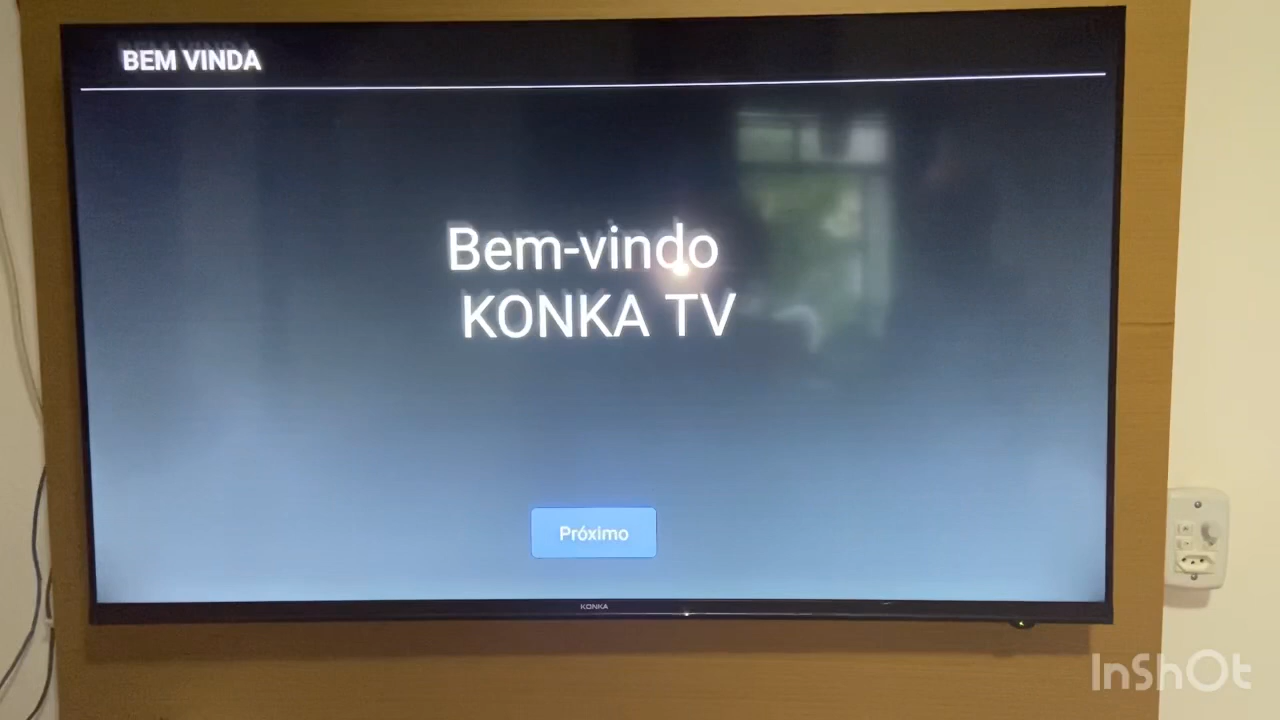 BEM VINDA
Bem-vindo
KONKA TV
Próximo
KONKA
InShOt